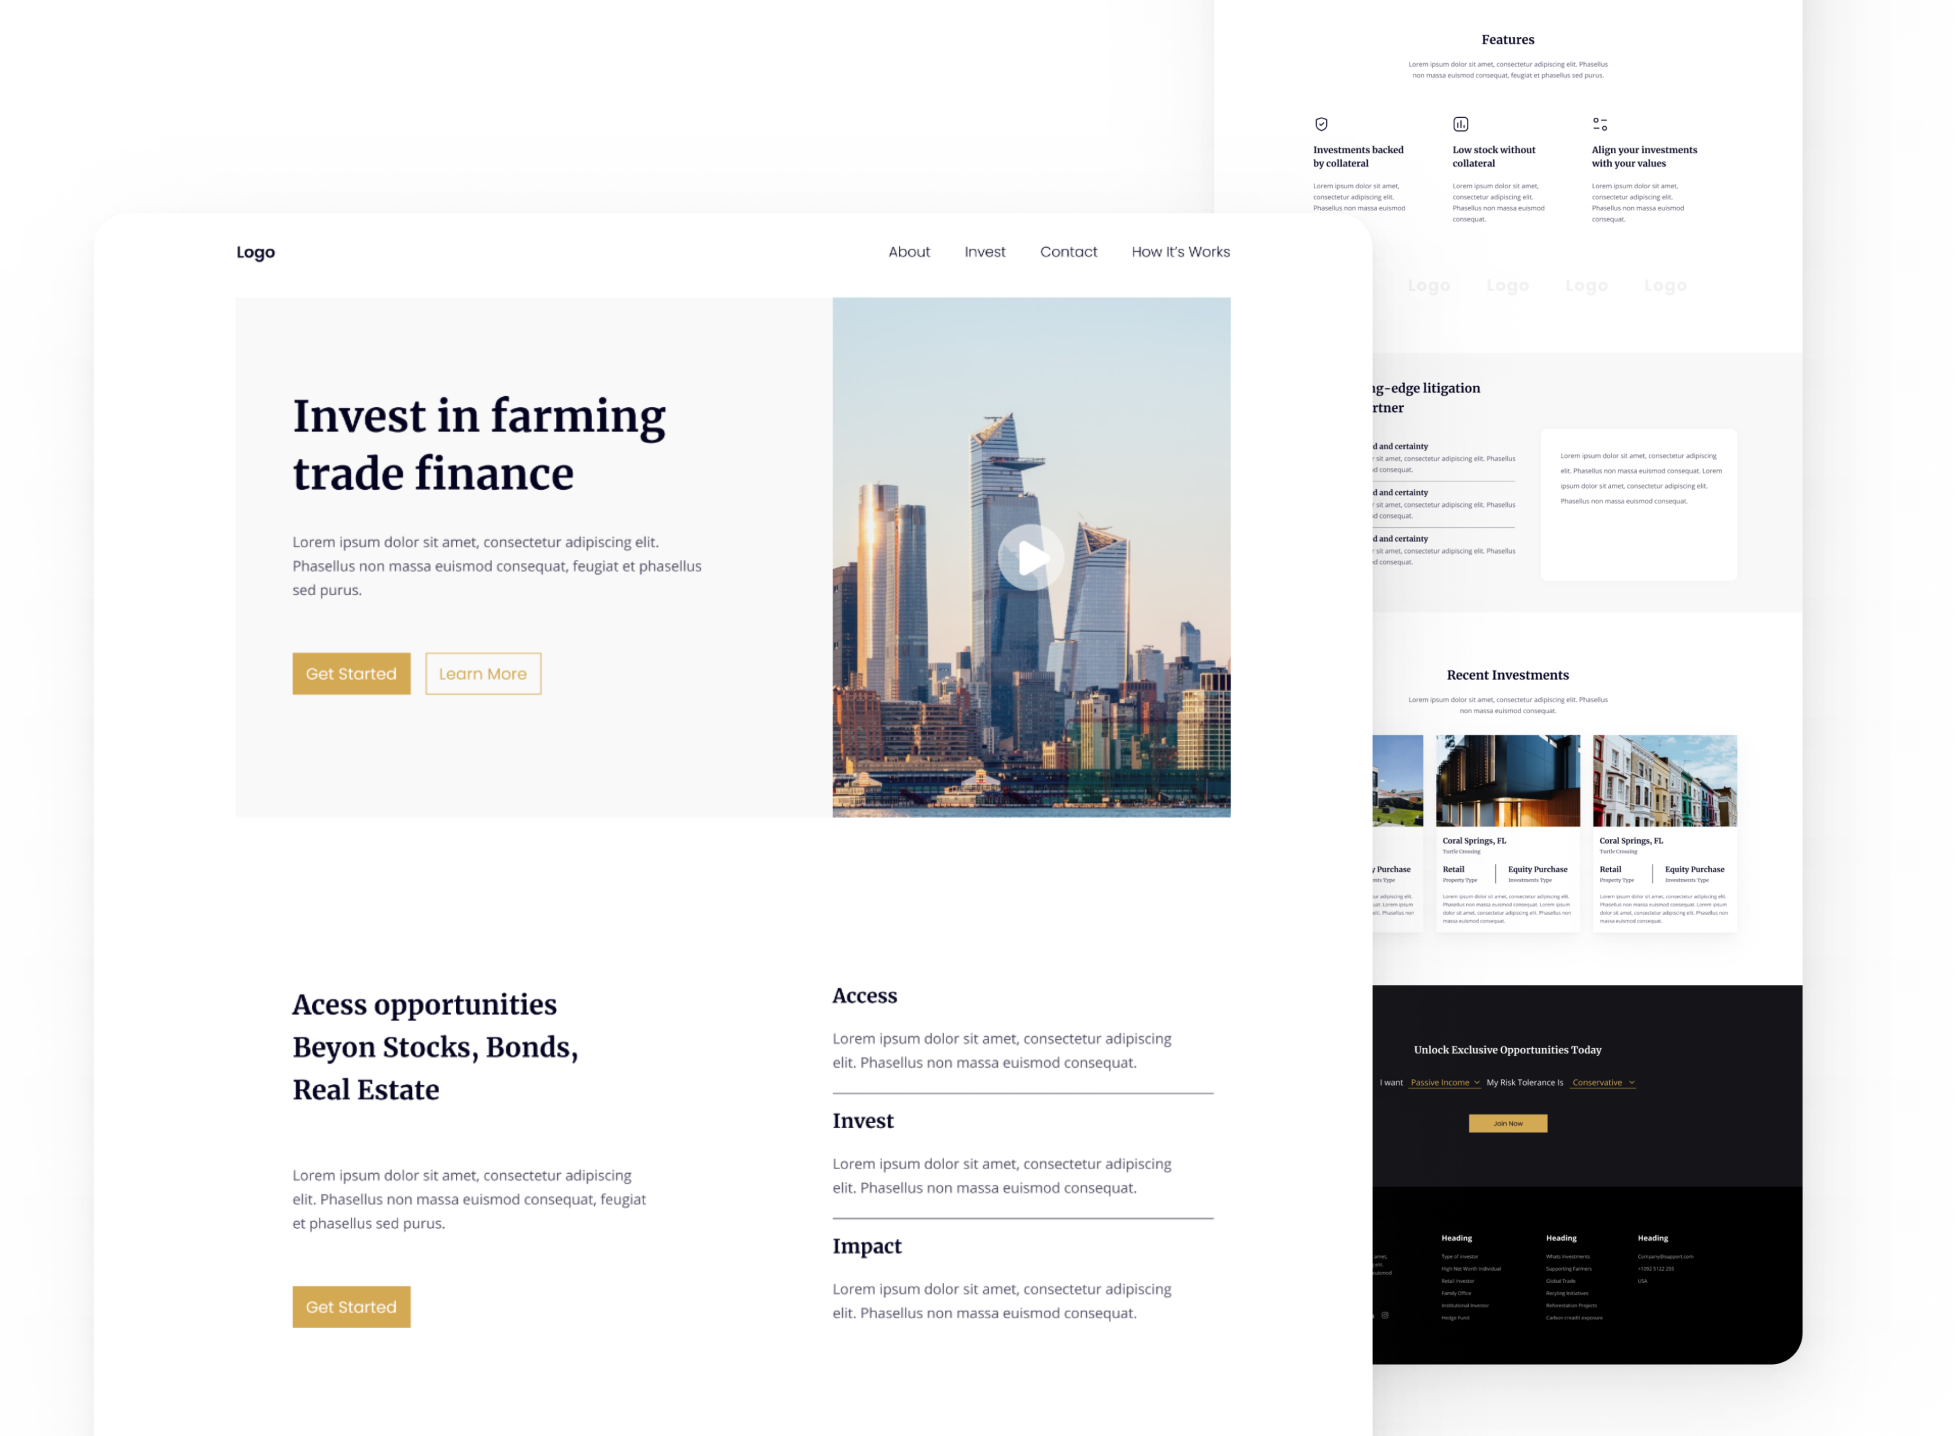 Logo
About Invest Contact How It's Works
Invest in farming
trade finance
Lorem ipsum dolor sit amet, consectetur adipiscing elit.
Phasellus non massa euismod consequat, feugiat et phasellus
sed purus.
Get Started Learn More
Acess opportunities
Beyon Stocks, Bonds,
Real Estate
Lorem ipsum dolor sit amet, consectetur adipiscing
elit. Phasellus non massa euismod consequat, feugiat
et phasellus sed purus.
Get Started
Access
Lorem ipsum dolor sit amet, consectetur adipiscing
elit. Phasellus non massa euismod consequat.
Invest
Lorem ipsum dolor sit amet, consectetur adipiscing
elit. Phasellus non massa euismod consequat.
Impact
Lorem ipsum dolor sit amet, consectetur adipiscing
elit. Phasellus non massa euismod consequat.
Features
Lorem ipsum dolor sit amet, consectetur adipiscing elit. Phasellus
non massa euismod consequat, feugiat et phasellus sed purus.
Investments backed
by collateral
Lorem ipsum dolor sit amet,
consectetur adipiscing elit.
Phasellus non massa euismod
Low stock without
collateral
Lorem ipsum dolor sit amet,
consectetur adipiscing elit.
Phasellus non massa euismod
consequat.
Align your investments
with your values
Lorem ipsum dolor sit amet,
consectetur adipiscing elit.
Phasellus non massa euismod
consequat.
Logo Logo Logo Logo
ng-edge litigation
rtner
d and certainty
r sit amet, consectetur adipiscing elit. Phasellus
d consequat.
d and certainty
r sit amet, consectetur adipiscing elit. Phasellus
d consequat.
d and certainty
r sit amet, consectetur adipiscing elit. Phasellus
d consequat.
Lorem ipsum dolor sit amet, consectetur adipiscing
elit. Phasellus non massa euismod consequat. Lorem
ipsum dolor sit amet, consectetur adipiscing elit.
Phasellus non massa euismod consequat.
Recent Investments
Lorem ipsum dolor sit amet, consectetur adipiscing elit. Phasellus
non massa euismod consequat.
y Purchase
nts Type
ur adipiscing elit.
uat. Lorem ipsum
elit. Phasellus non
Coral Springs, FL
Turtle Crossing
Retail Equity Purchase
Property Type Investments Type
Lorem ipsum dolor sit amet, consectetur adipiscing elit.
Phasellus non massa euismod consequat. Lorem ipsum
dolor sit amet, consectetur adipiscing elit. Phasellus non
massa euismod consequat.
Coral Springs, FL
Turtle Crossing
Retail Equity Purchase
Property Type Investments Type
Lorem ipsum dolor sit amet, consectetur adipiscing elit.
Phasellus non massa euismod consequat. Lorem ipsum
dolor sit amet, consectetur adipiscing elit. Phasellus non
massa euismod consequat.
Unlock Exclusive Opportunities Today
I want Passive Income My Risk Tolerance Is Conservative
Join Now
amet,
elit.
euismod
Heading
Type of investor
High Net Worth Individual
Retail Investor
Family Office
Institutional Investor
Hedge Fund
Heading
Whats investments
Supporting Farmers
Global Trade
Recyling Initiatives
Reforestation Projects
Carbon creadit exposure
Heading
Company@support.com
+1092 5122 255
USA